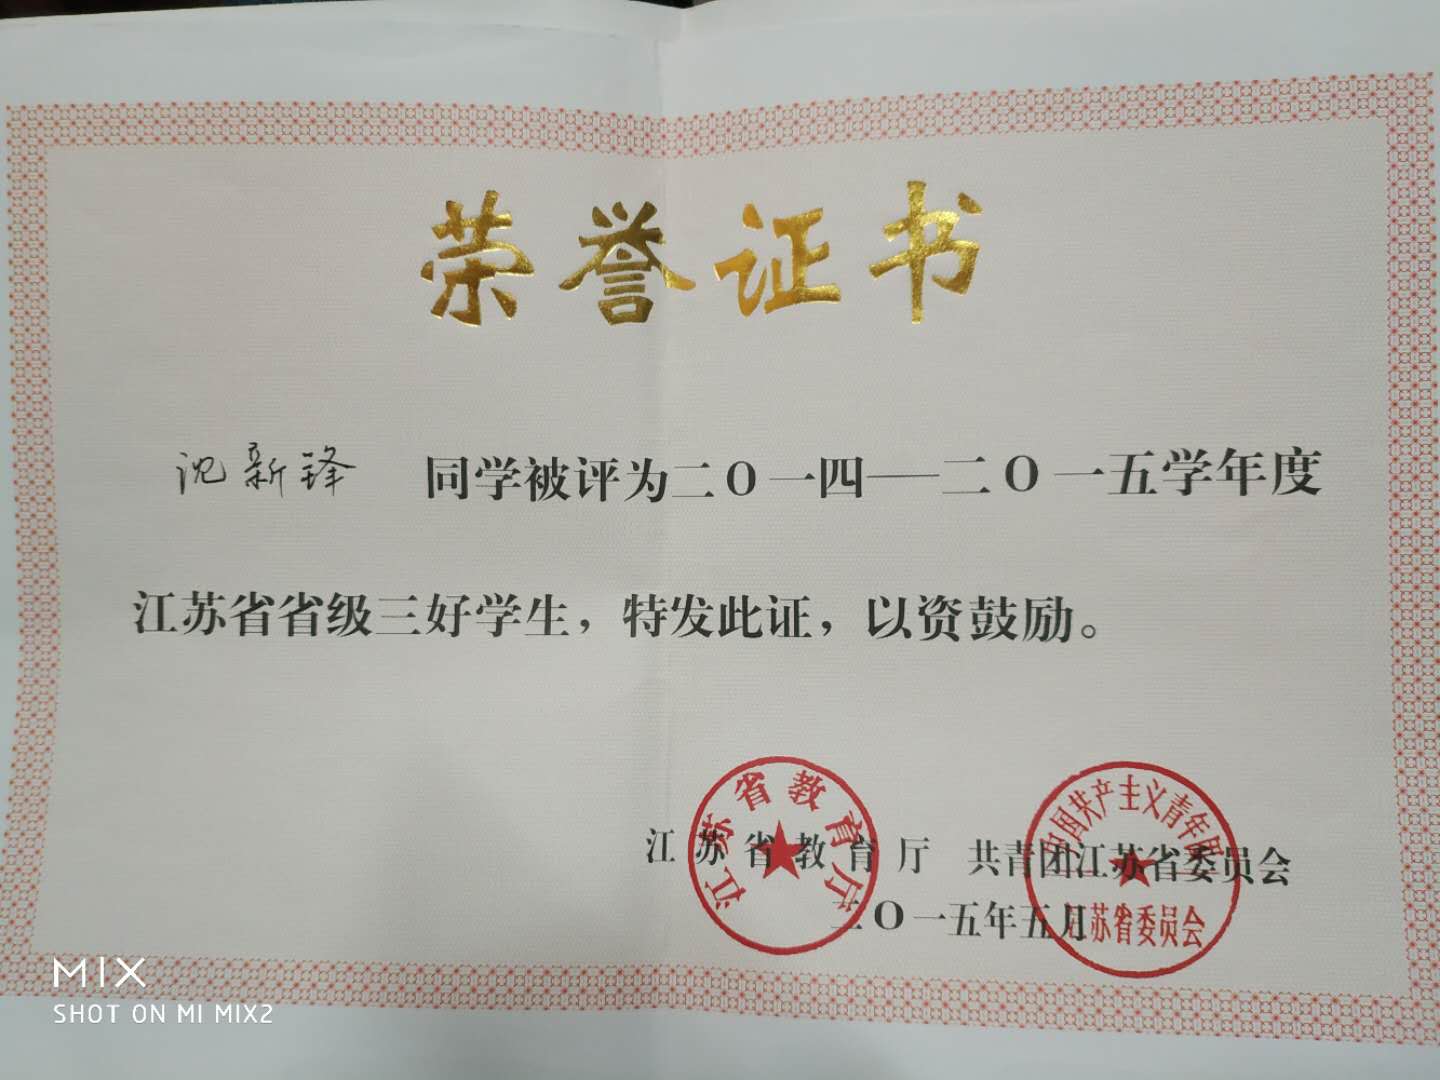 荣誉证书
沈新锋 同学被评为二〇一四—二〇一五学年度
江苏省省级三好学生，特发此证，以资鼓励。
江苏省教育厅 共青团江苏省委员会
二〇一五年五月
江苏省教育厅
中国共产主义青年团
江苏省委员会
MIX
SHOT ON MI MIX2